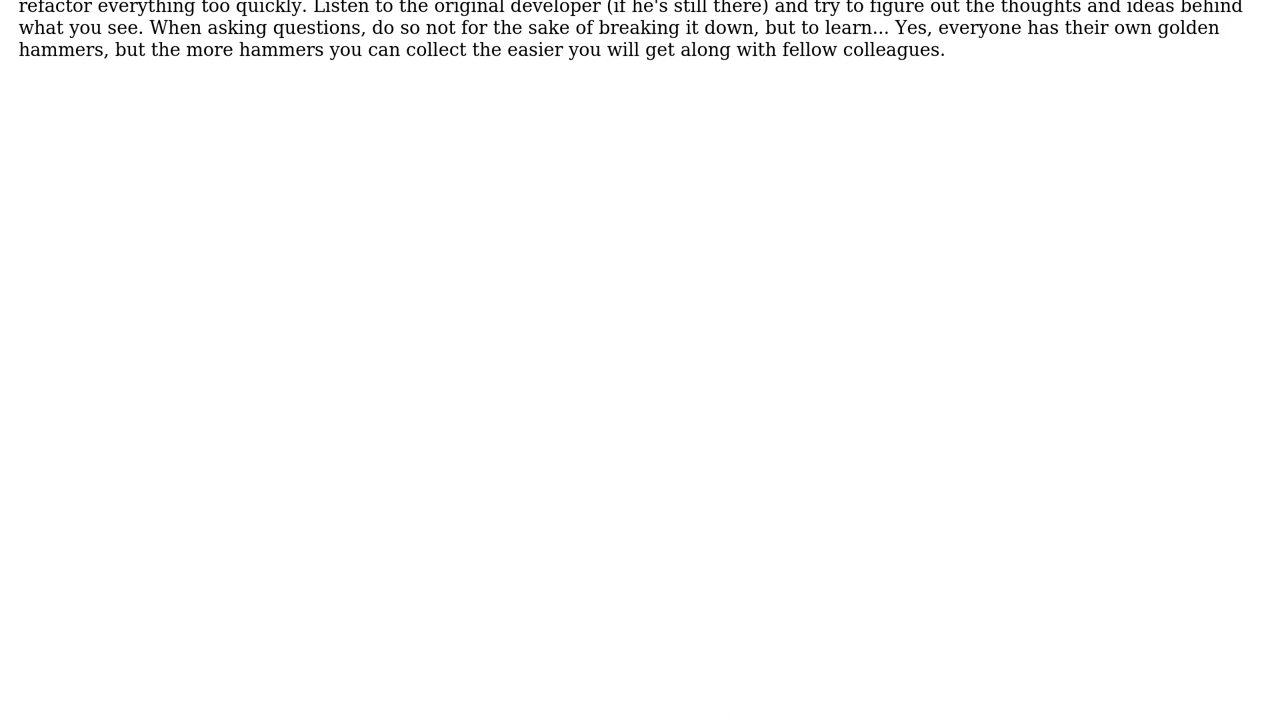 refactor everything too quickly. Listen to the original developer (if he's still there) and try to figure out the thoughts and ideas behind
what you see. When asking questions, do so not for the sake of breaking it down, but to learn... Yes, everyone has their own golden
hammers, but the more hammers you can collect the easier you will get along with fellow colleagues.